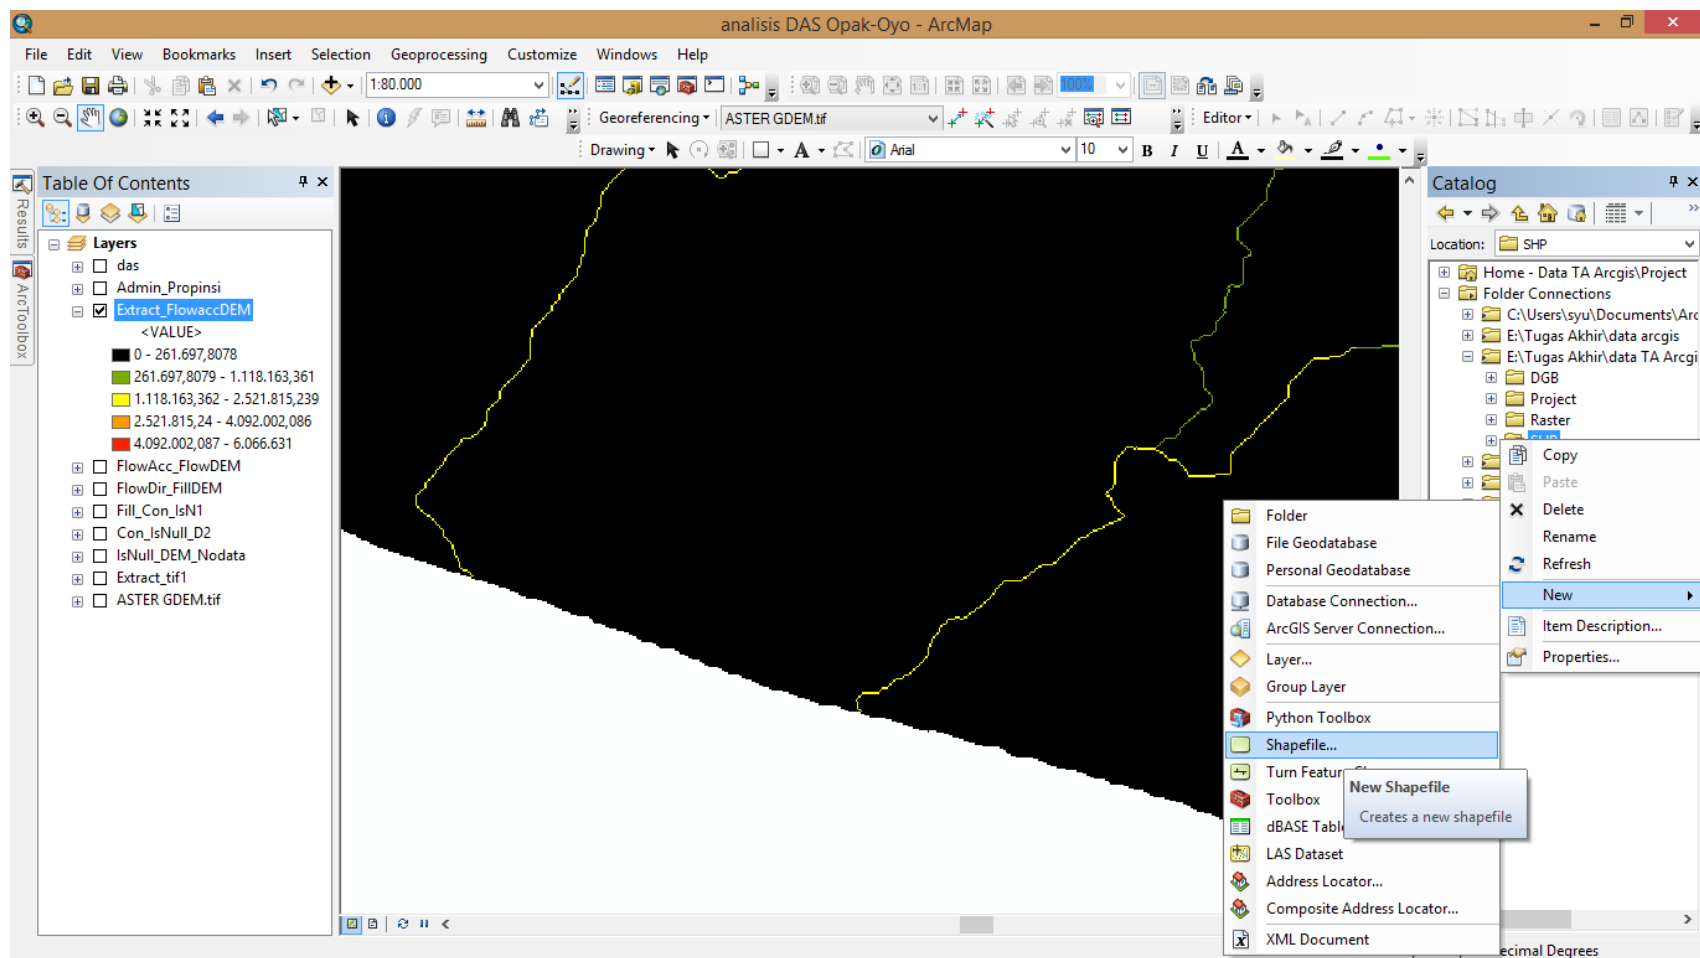 analisis DAS Opak-Oyo - ArcMap
File Edit View Bookmarks Insert Selection Geoprocessing Customize Windows Help
1:80.000
100%
Georeferencing
ASTER GDEM.tif
Editor
Drawing
A
Arial
10
B I U A
Results
ArcToolbox
Table Of Contents
Layers
das
Admin_Propinsi
Extract_FlowaccDEM
<VALUE>
0 - 261.697,8078
261.697,8079 - 1.118.163,361
1.118.163,362 - 2.521.815,239
2.521.815,24 - 4.092.002,086
4.092.002,087 - 6.066.631
FlowAcc_FlowDEM
FlowDir_FillDEM
Fill_Con_IsN1
Con_IsNull_D2
IsNull_DEM_Nodata
Extract_tif1
ASTER GDEM.tif
Catalog
Location: SHP
Home - Data TA Arcgis\Project
Folder Connections
C:\Users\syu\Documents\Arc
E:\Tugas Akhir\data arcgis
E:\Tugas Akhir\data TA Arcgi
DGB
Project
Raster
SHP
Copy
Paste
Delete
Rename
Refresh
New
Item Description...
Properties...
Folder
File Geodatabase
Personal Geodatabase
Database Connection...
ArcGIS Server Connection...
Layer...
Group Layer
Python Toolbox
Shapefile...
Turn Featur
Toolbox
dBASE Tabl
LAS Dataset
Address Locator...
Composite Address Locator...
XML Document
New Shapefile
Creates a new shapefile
ecimal Degrees